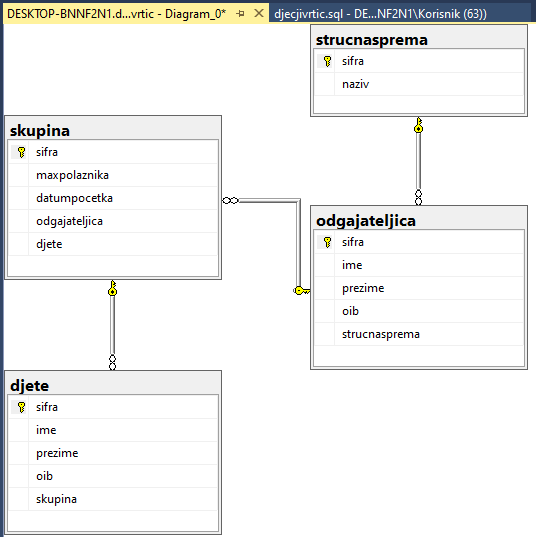 DESKTOP-BNNF2N1.d...vrtic - Diagram_0*
djecjivrtic.sql - DE...NF2N1\Korisnik (63))
strucnasprema
sifra
naziv
skupina
sifra
maxpolaznika
datumpocetka
odgajateljica
djete
odgajateljica
sifra
ime
prezime
oib
strucnasprema
djete
sifra
ime
prezime
oib
skupina